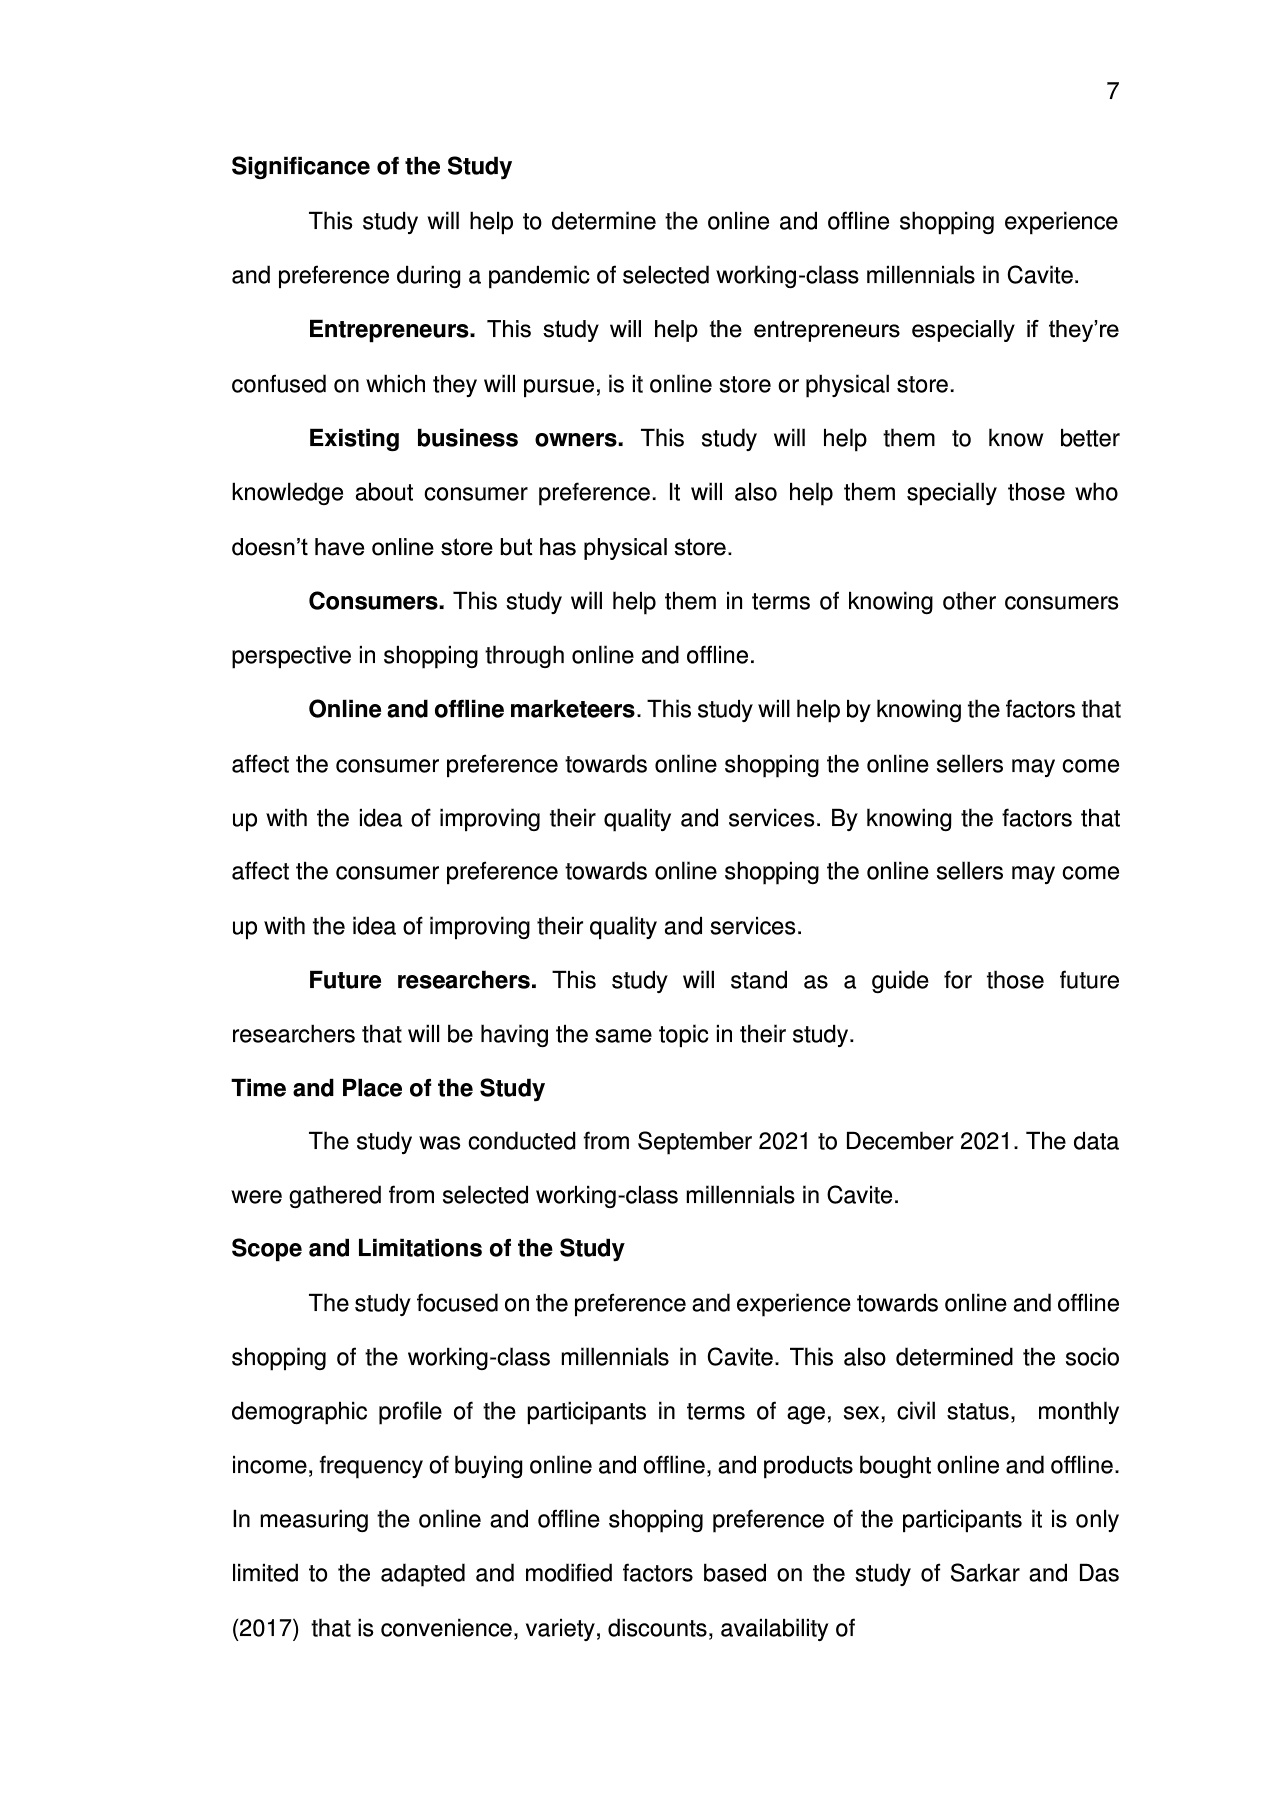 7
Significance of the Study
This study will help to determine the online and offline shopping experience
and preference during a pandemic of selected working-class millennials in Cavite.
Entrepreneurs. This study will help the entrepreneurs especially if they’re
confused on which they will pursue, is it online store or physical store.
Existing business owners. This study will help them to know better
knowledge about consumer preference. It will also help them specially those who
doesn’t have online store but has physical store.
Consumers. This study will help them in terms of knowing other consumers
perspective in shopping through online and offline.
Online and offline marketeers. This study will help by knowing the factors that
affect the consumer preference towards online shopping the online sellers may come
up with the idea of improving their quality and services. By knowing the factors that
affect the consumer preference towards online shopping the online sellers may come
up with the idea of improving their quality and services.
Future researchers. This study will stand as a guide for those future
researchers that will be having the same topic in their study.
Time and Place of the Study
The study was conducted from September 2021 to December 2021. The data
were gathered from selected working-class millennials in Cavite.
Scope and Limitations of the Study
The study focused on the preference and experience towards online and offline
shopping of the working-class millennials in Cavite. This also determined the socio
demographic profile of the participants in terms of age, sex, civil status,  monthly
income, frequency of buying online and offline, and products bought online and offline.
In measuring the online and offline shopping preference of the participants it is only
limited to the adapted and modified factors based on the study of Sarkar and Das
(2017)  that is convenience, variety, discounts, availability of